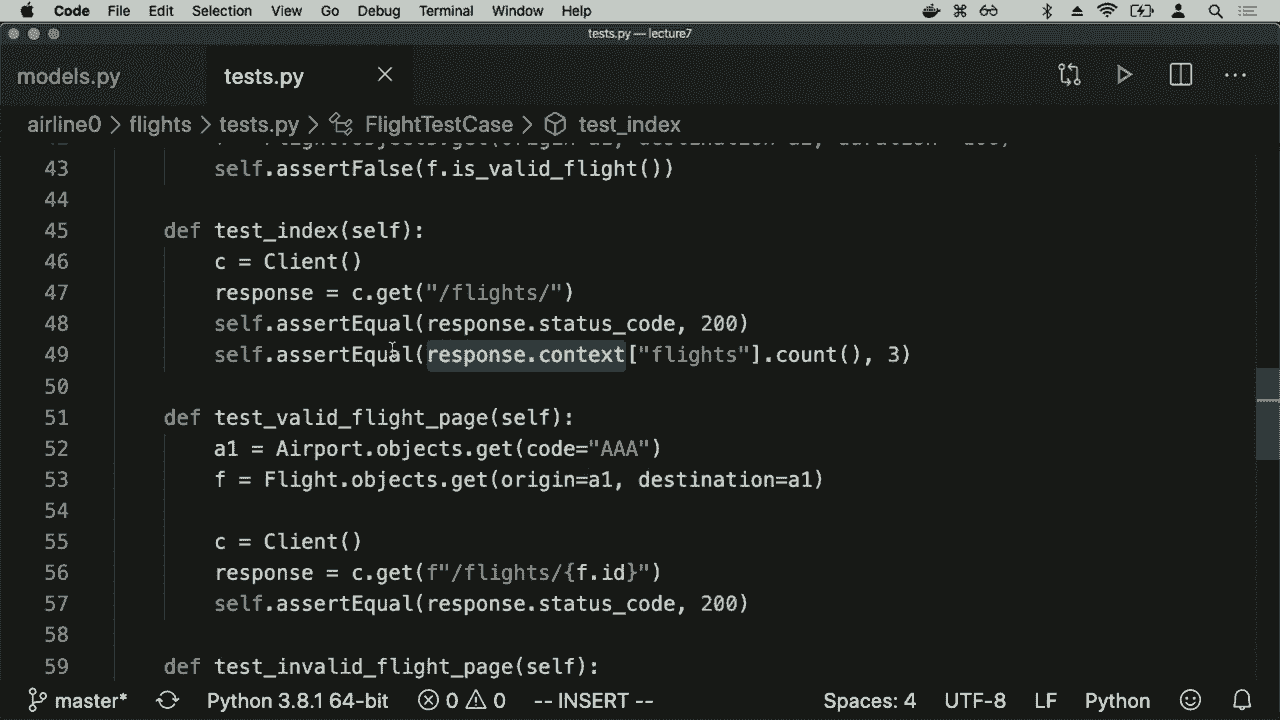 Code File Edit Selection View Go Debug Terminal Window Help
tests.py — lecture7
models.py tests.py
airline0 > flights > tests.py > FlightTestCase > test_index
43 self.assertFalse(f.is_valid_flight())
44
45 def test_index(self):
46 c = Client()
47 response = c.get("/flights/")
48 self.assertEqual(response.status_code, 200)
49 self.assertEqual(response.context["flights"].count(), 3)
50
51 def test_valid_flight_page(self):
52 a1 = Airport.objects.get(code="AAA")
53 f = Flight.objects.get(origin=a1, destination=a1)
54
55 c = Client()
56 response = c.get(f"/flights/{f.id}")
57 self.assertEqual(response.status_code, 200)
58
59 def test_invalid_flight_page(self):
master* Python 3.8.1 64-bit 0 0 -- INSERT -- Spaces: 4 UTF-8 LF Python